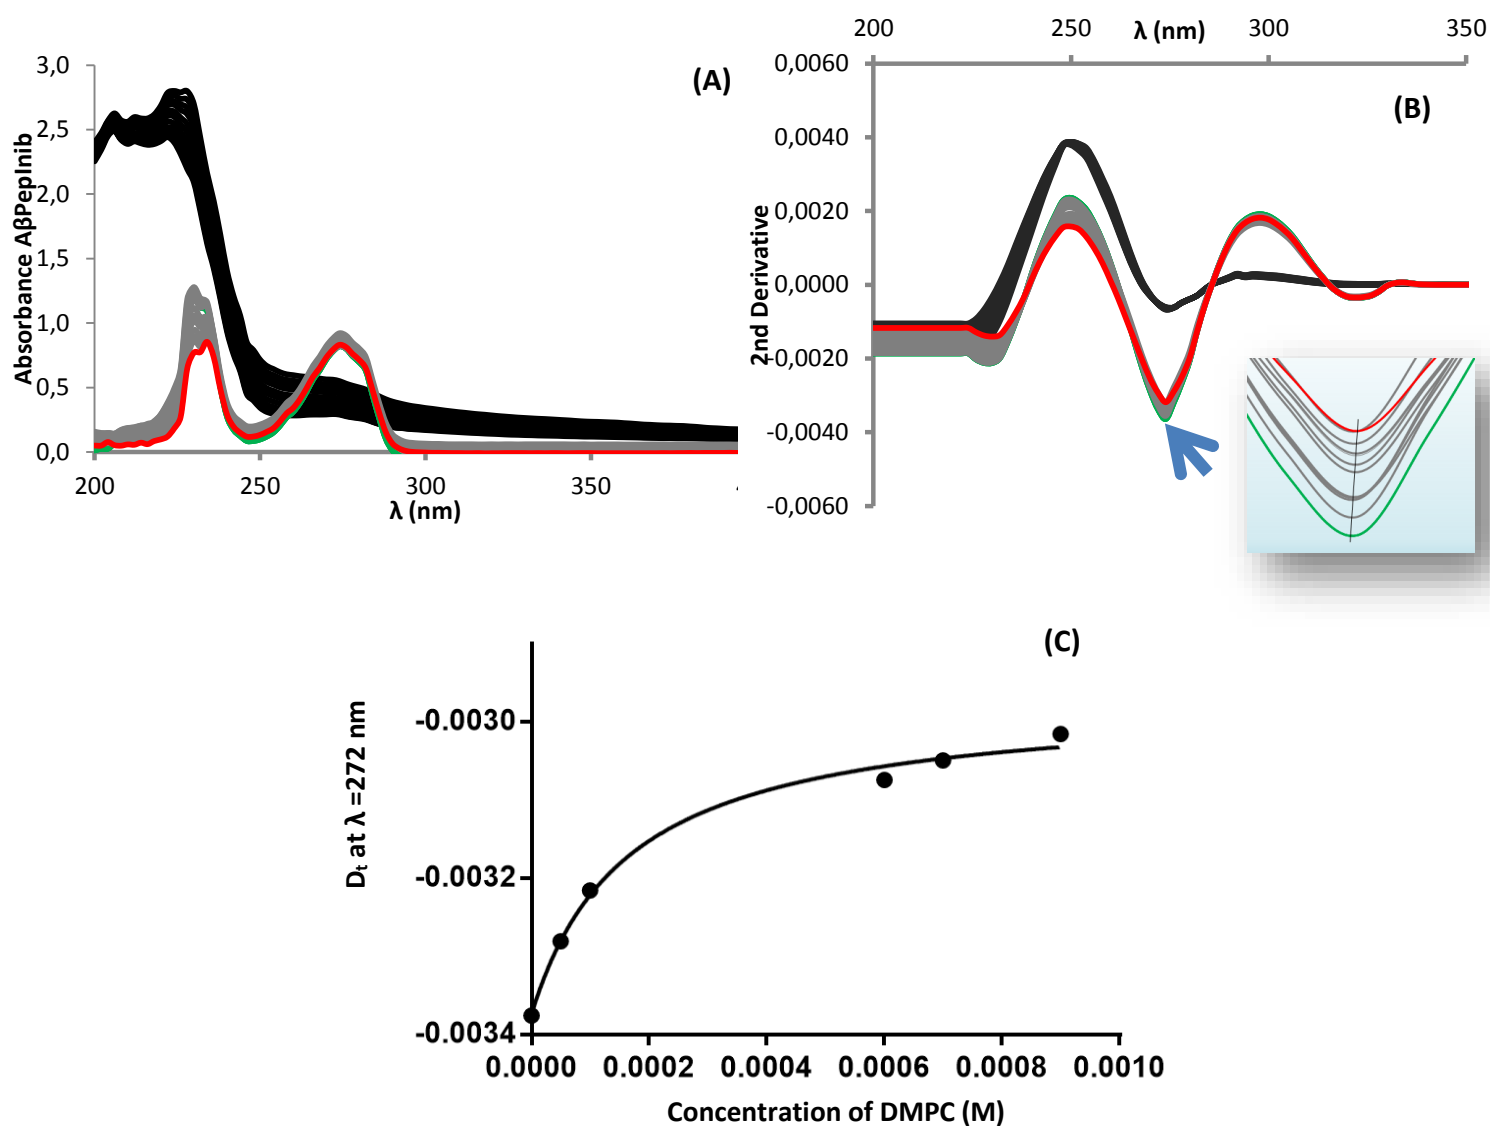 (A)
Absorbance AβPepInib
3,0
2,5
2,0
1,5
1,0
0,5
0,0
200 250 300 350
λ (nm)
(B)
200 250 λ (nm) 300 350
2nd Derivative
0,0060
0,0040
0,0020
0,0000
-0,0020
-0,0040
-0,0060
(C)
Dt at λ =272 nm
-0.0030
-0.0032
-0.0034
0.0000 0.0002 0.0004 0.0006 0.0008 0.0010
Concentration of DMPC (M)